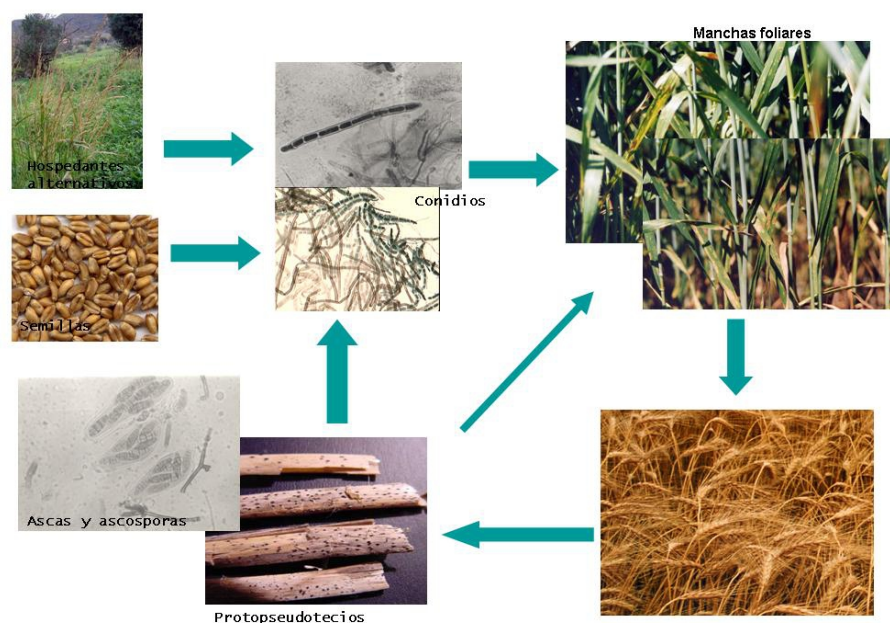 Manchas foliares
Hospedantes
alternativos
Conidios
Semillas
Ascas y ascosporas
Protopseudotecios